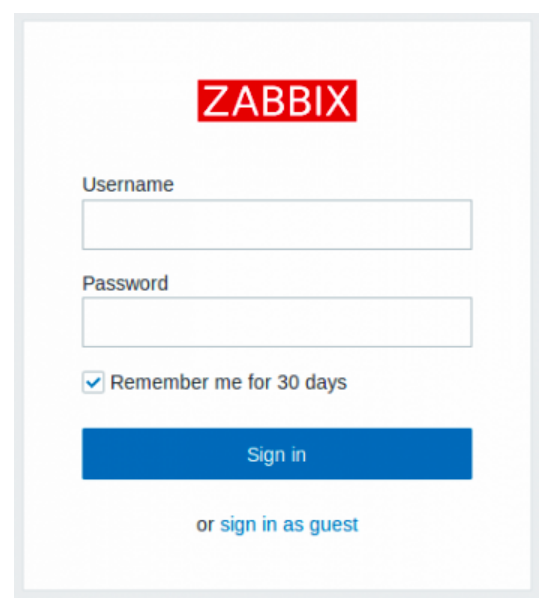 ZABBIX
Username
Password
Remember me for 30 days
Sign in
or sign in as guest